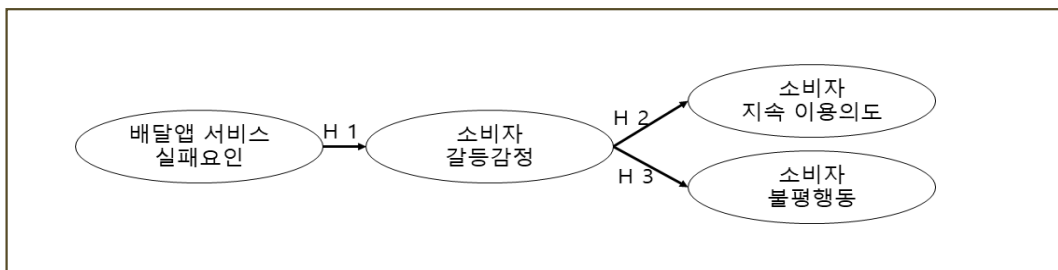 배달앱 서비스
실패요인
H 1
소비자
갈등감정
H 2
소비자
지속 이용의도
H 3
소비자
불평행동